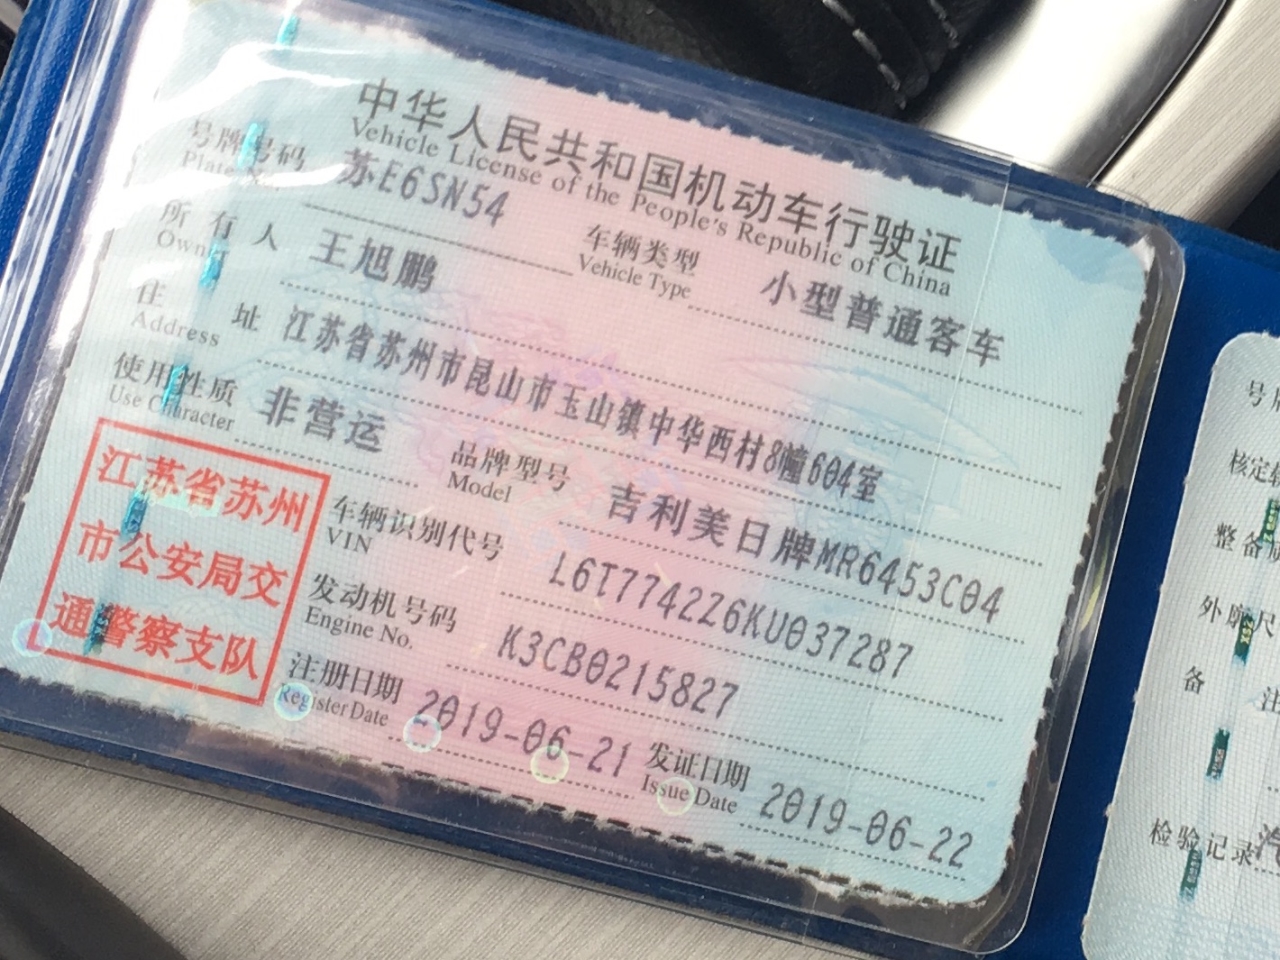 中华人民共和国机动车行驶证
Vehicle License of the People's Republic of China
号牌号码 苏E6SN54
Plate No.
车辆类型 小型普通客车
Vehicle Type
所有人 王旭鹏
Owner
住址 江苏省苏州市昆山市玉山镇中华西村8幢604室
Address
使用性质 非营运
Use Character
品牌型号 吉利美日牌MR6453C04
Model
江苏省苏州
市公安局交
通警察支队
车辆识别代号 L6T7742Z6KU037287
VIN
发动机号码 K3CB0215827
Engine No.
注册日期 2019-06-21
Register Date
发证日期 2019-06-22
Issue Date
号
核定
整备
外廓尺
备 注
检验记录